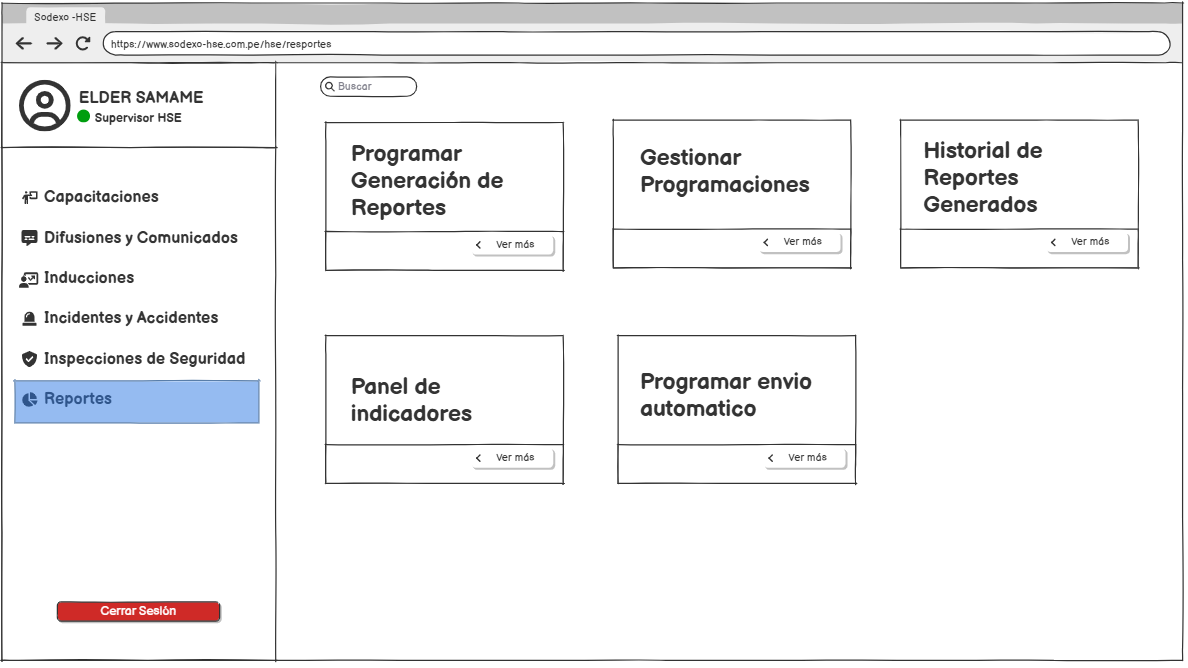 Sodexo -HSE
https://www.sodexo-hse.com.pe/hse/resportes
ELDER SAMAME
Supervisor HSE
Capacitaciones
Difusiones y Comunicados
Inducciones
Incidentes y Accidentes
Inspecciones de Seguridad
Reportes
Cerrar Sesión
Buscar
Programar
Generación de
Reportes
Ver más
Gestionar
Programaciones
Ver más
Historial de
Reportes
Generados
Ver más
Panel de
indicadores
Ver más
Programar envio
automatico
Ver más